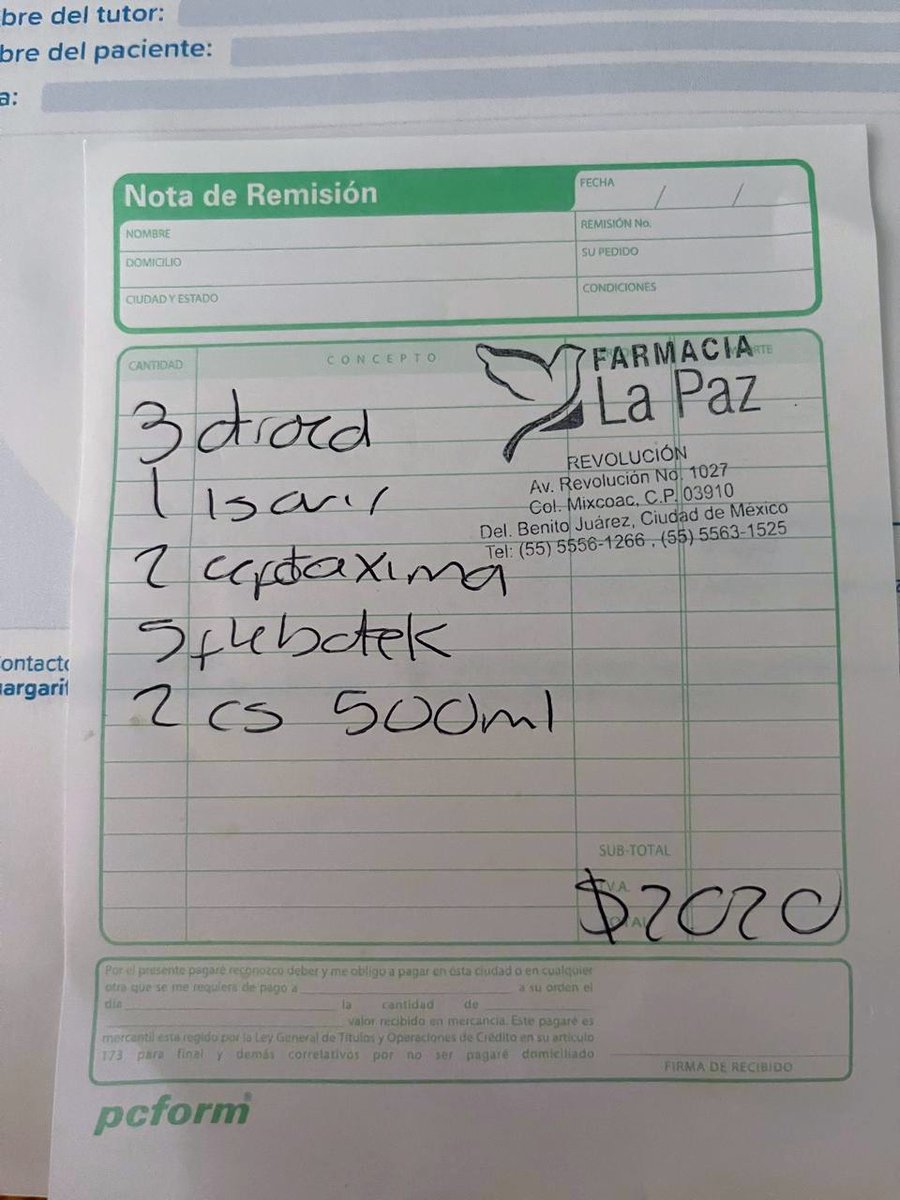 bre del tutor:
bre del paciente:
a:
Nota de Remisión
FECHA / /
NOMBRE
REMISIÓN No.
DOMICILIO
SU PEDIDO
CIUDAD Y ESTADO
CONDICIONES
CANTIDAD
CONCEPTO
FARMACIA
La Paz
REVOLUCIÓN
Av. Revolución No. 1027
Col. Mixcoac, C.P. 03910
Del. Benito Juárez, Ciudad de México
Tel: (55) 5556-1266 , (55) 5563-1525
3
1
2
5 flebotek
2 cs 500ml
ontacto
argarit
SUB-TOTAL
I.V.A.
TOTAL
$2020
Por el presente pagaré reconozco deber y me obligo a pagar en esta ciudad o en cualquier
otra que se me requiera de pago a a su orden el
día la cantidad de
valor recibido en mercancía. Este pagaré es
mercantil esta regido por la Ley General de Títulos y Operaciones de Crédito en su artículo
173 para final y demás correlativos por no ser pagaré domiciliado
FIRMA DE RECIBIDO
pcform®